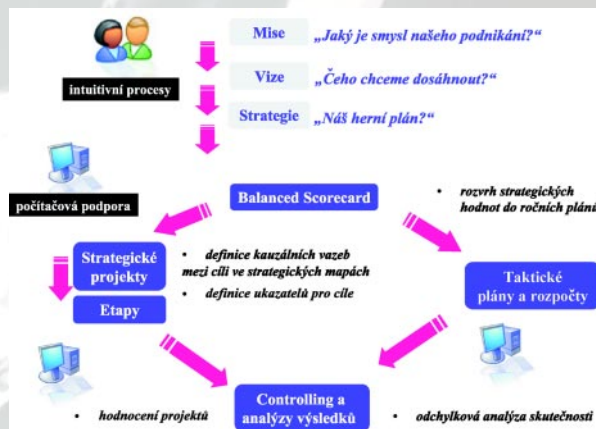 Mise „Jaký je smysl našeho podnikání?“
intuitivní procesy
Vize „Čeho chceme dosáhnout?“
Strategie „Náš herní plán?“
počítačová podpora
Balanced Scorecard
• rozvrh strategických
hodnot do ročních plánů
Strategické
projekty
• definice kauzálních vazeb
mezi cíli ve strategických mapách
• definice ukazatelů pro cíle
Etapy
Taktické
plány a rozpočty
Controlling a
analýzy výsledků
• hodnocení projektů
• odchylková analýza skutečnosti